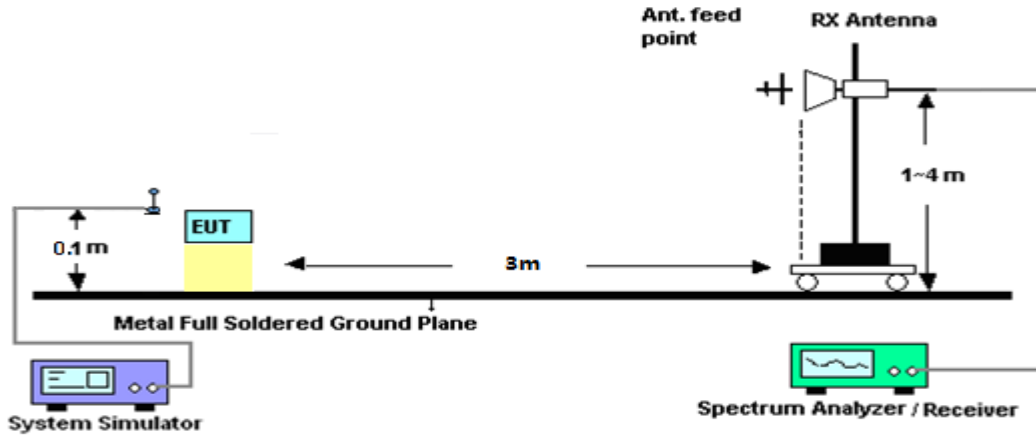 Ant. feed
point
RX Antenna
1~4 m
EUT
0.1 m
3m
Metal Full Soldered Ground Plane
System Simulator
Spectrum Analyzer / Receiver